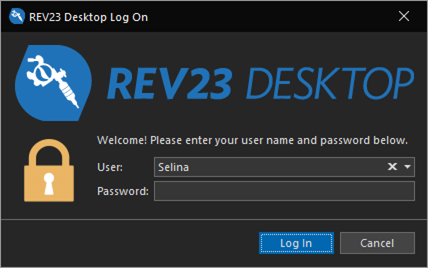 REV23 Desktop Log On
REV23 DESKTOP
Welcome! Please enter your user name and password below.
User: Selina
Password:
Log In Cancel